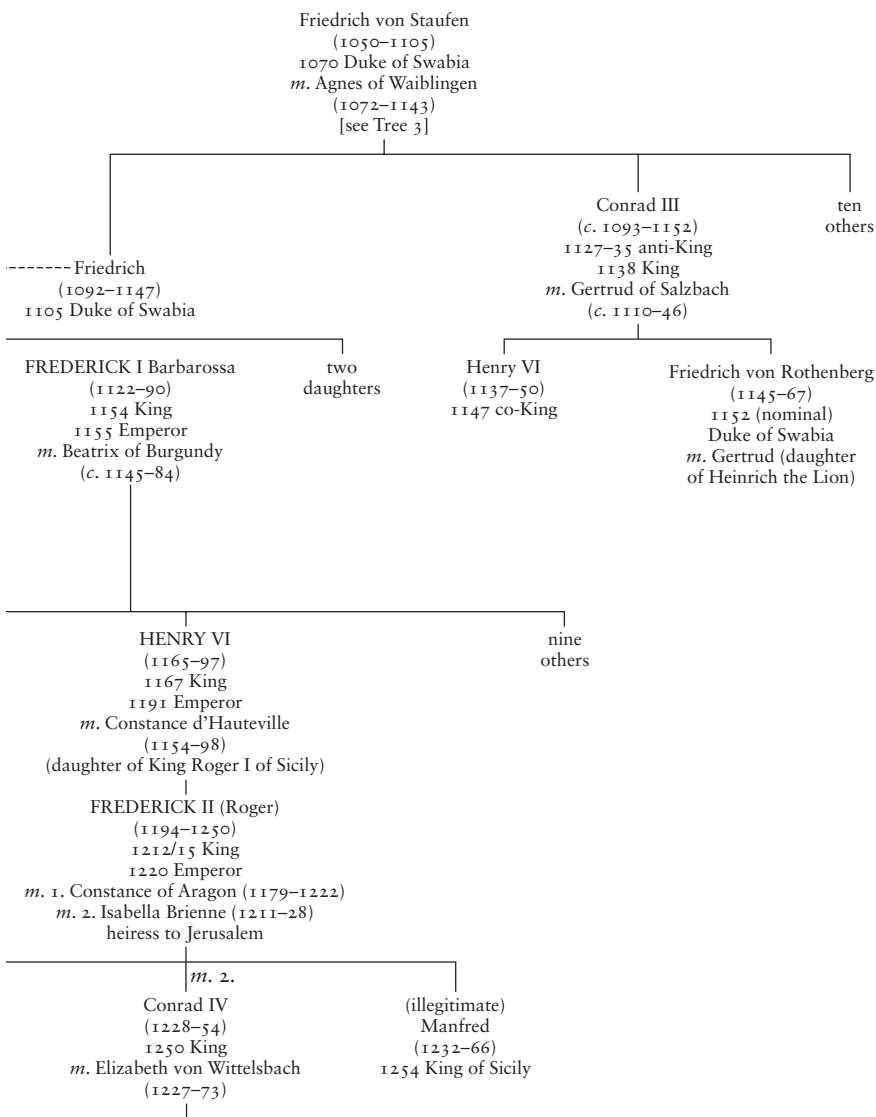 Friedrich von Staufen
(1050–1105)
1070 Duke of Swabia
m. Agnes of Waiblingen
(1072–1143)
[see Tree 3]
Friedrich
(1092–1147)
1105 Duke of Swabia
Conrad III
(c. 1093–1152)
1127–35 anti-King
1138 King
m. Gertrud of Salzbach
(c. 1110–46)
ten
others
FREDERICK I Barbarossa
(1122–90)
1154 King
1155 Emperor
m. Beatrix of Burgundy
(c. 1145–84)
two
daughters
Henry VI
(1137–50)
1147 co-King
Friedrich von Rothenberg
(1145–67)
1152 (nominal)
Duke of Swabia
m. Gertrud (daughter
of Heinrich the Lion)
HENRY VI
(1165–97)
1167 King
1191 Emperor
m. Constance d'Hauteville
(1154–98)
(daughter of King Roger I of Sicily)
nine
others
FREDERICK II (Roger)
(1194–1250)
1212/15 King
1220 Emperor
m. 1. Constance of Aragon (1179–1222)
m. 2. Isabella Brienne (1211–28)
heiress to Jerusalem
m. 2.
Conrad IV
(1228–54)
1250 King
m. Elizabeth von Wittelsbach
(1227–73)
(illegitimate)
Manfred
(1232–66)
1254 King of Sicily